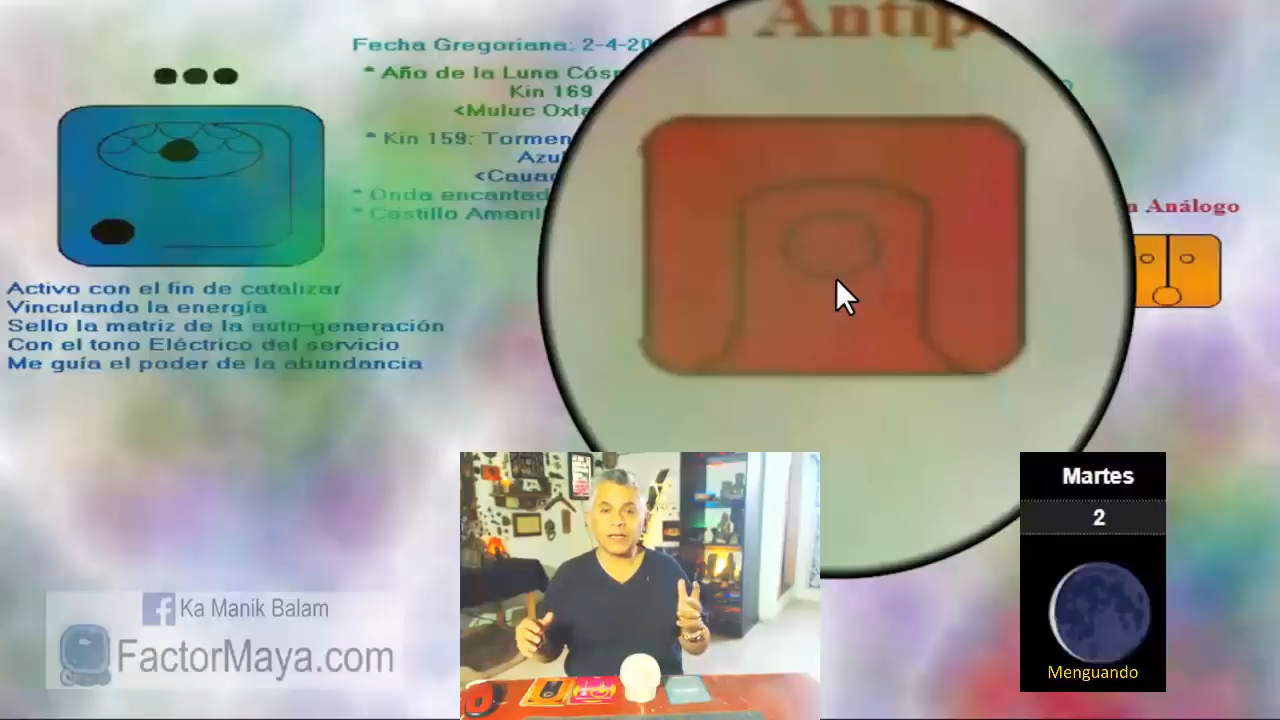 Antip
Fecha Gregoriana: 2-4-20
* Año de la Luna Cós
Kin 169
<Muluc Oxla
* Kin 159: Tormen
Azul
<Cauac
* Onda encantad
* Castillo Amaril
Análogo
Activo con el fin de catalizar
Vinculando la energía
Sello la matriz de la auto-generación
Con el tono Eléctrico del servicio
Me guía el poder de la abundancia
Martes
2
Menguando
Ka Manik Balam
FactorMaya.com